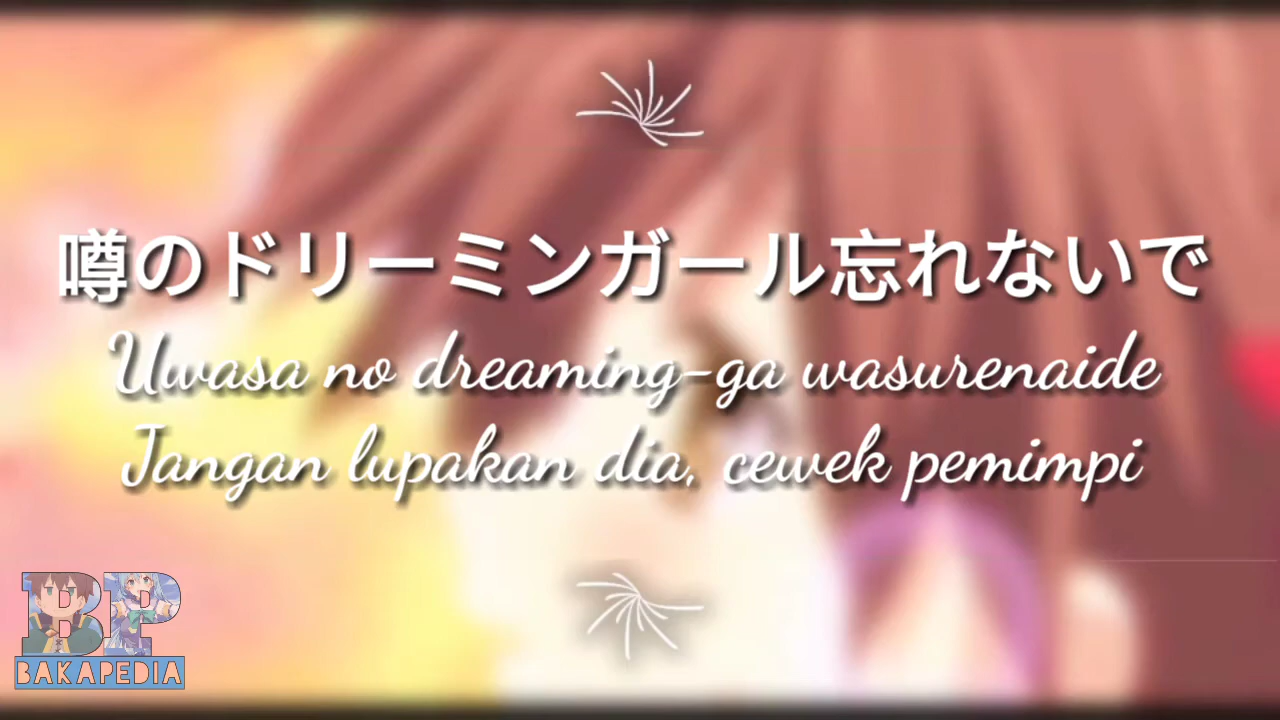 噂のドリーミンガール忘れないで
Uwasa no dreaming-ga wasurenaide
Jangan lupakan dia, cewek pemimpi
BP
BAKAPEDIA